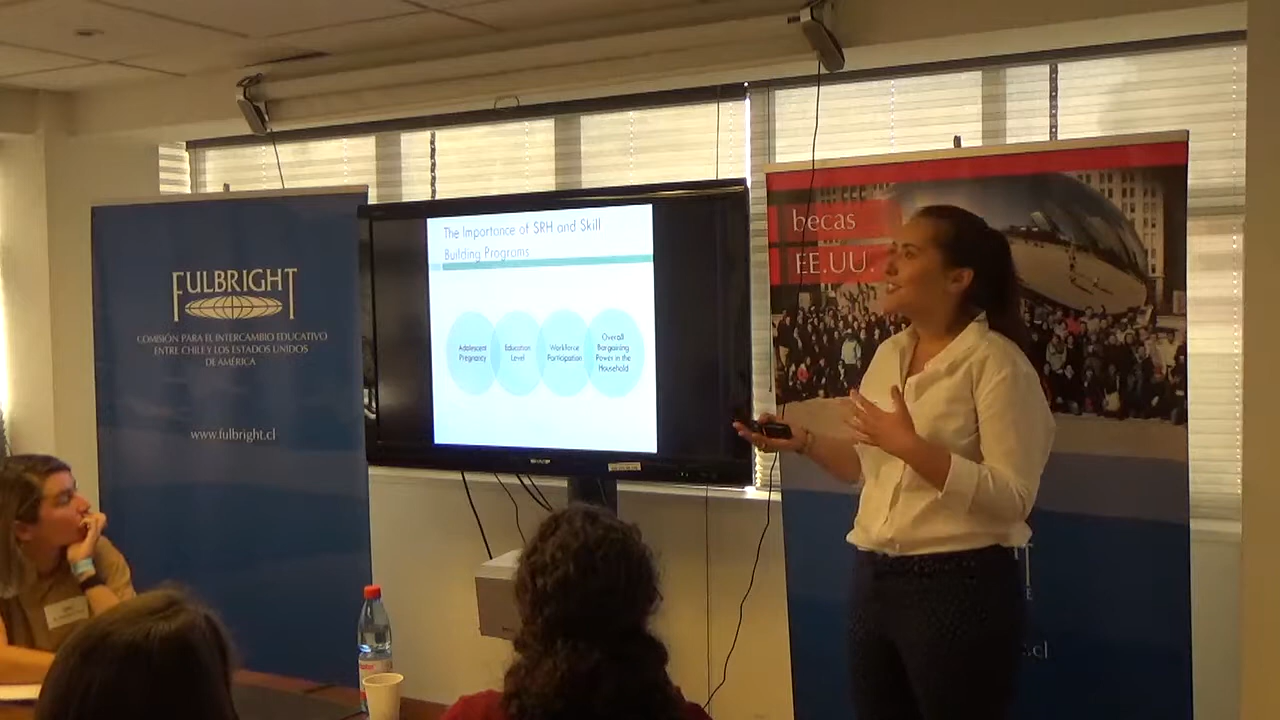 FULBRIGHT
COMISIÓN PARA EL INTERCAMBIO EDUCATIVO
ENTRE CHILE Y LOS ESTADOS UNIDOS
DE AMÉRICA
www.fulbright.cl
The Importance of SRH and Skill
Building Programs
Adolescent
Pregnancy
Education
Level
Workforce
Participation
Overall
Bargaining
Power in the
Household
SHARP
becas
EE.UU.